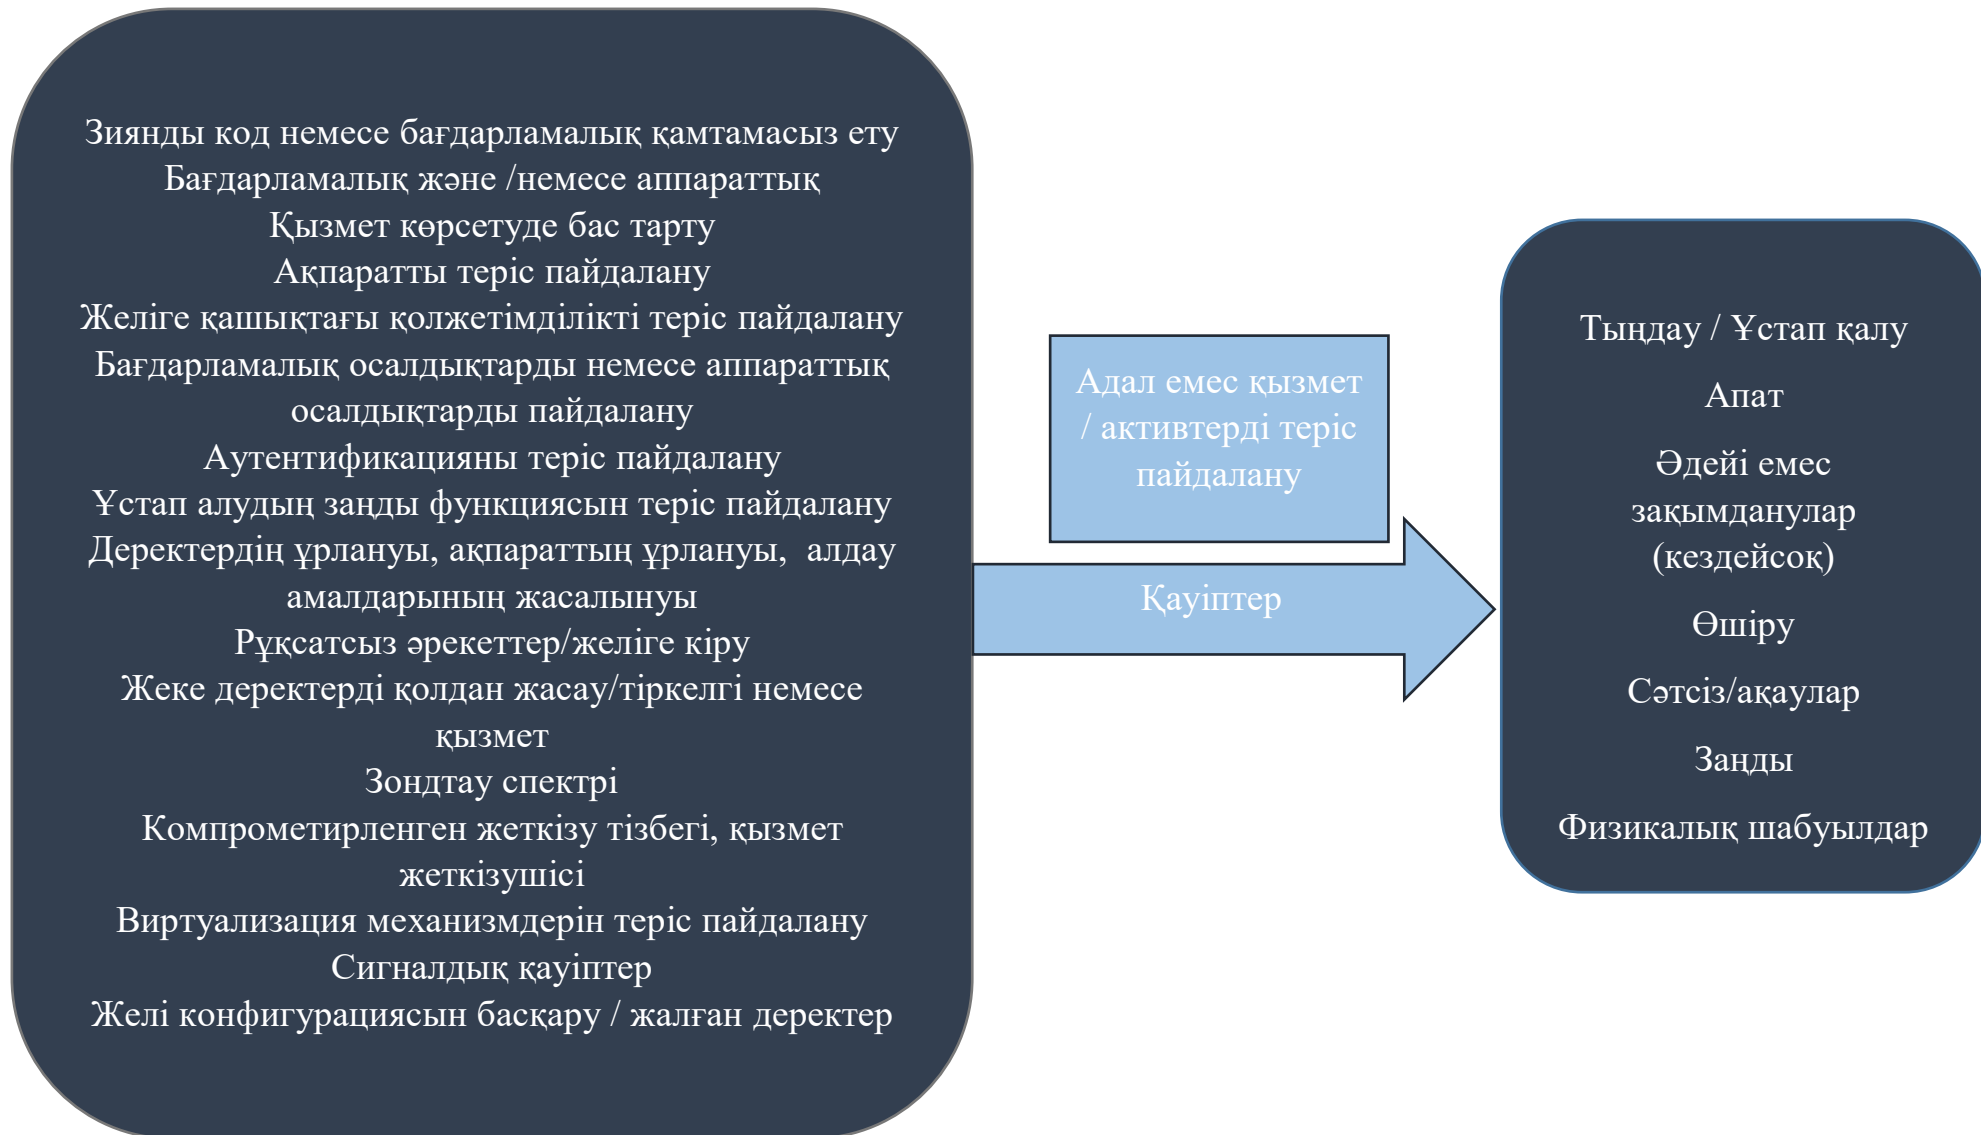 Зиянды код немесе бағдарламалық қамтамасыз ету
Бағдарламалық және /немесе аппараттық
Қызмет көрсетуде бас тарту
Ақпаратты теріс пайдалану
Желіге қашықтағы қолжетімділікті теріс пайдалану
Бағдарламалық осалдықтарды немесе аппараттық
осалдықтарды пайдалану
Аутентификацияны теріс пайдалану
Ұстап алудың заңды функциясын теріс пайдалану
Деректердің ұрлануы, ақпараттың ұрлануы,  алдау
амалдарының жасалынуы
Рұқсатсыз әрекеттер/желіге кіру
Жеке деректерді қолдан жасау/тіркелгі немесе
қызмет
Зондтау спектрі
Компрометирленген жеткізу тізбегі, қызмет
жеткізушісі
Виртуализация механизмдерін теріс пайдалану
Сигналдық қауіптер
Желі конфигурациясын басқару / жалған деректер
Адал емес қызмет
/ активтерді теріс
пайдалану
Қауіптер
Тыңдау / Ұстап қалу
Апат
Әдейі емес
зақымданулар
(кездейсоқ)
Өшіру
Сәтсіз/ақаулар
Заңды
Физикалық шабуылдар